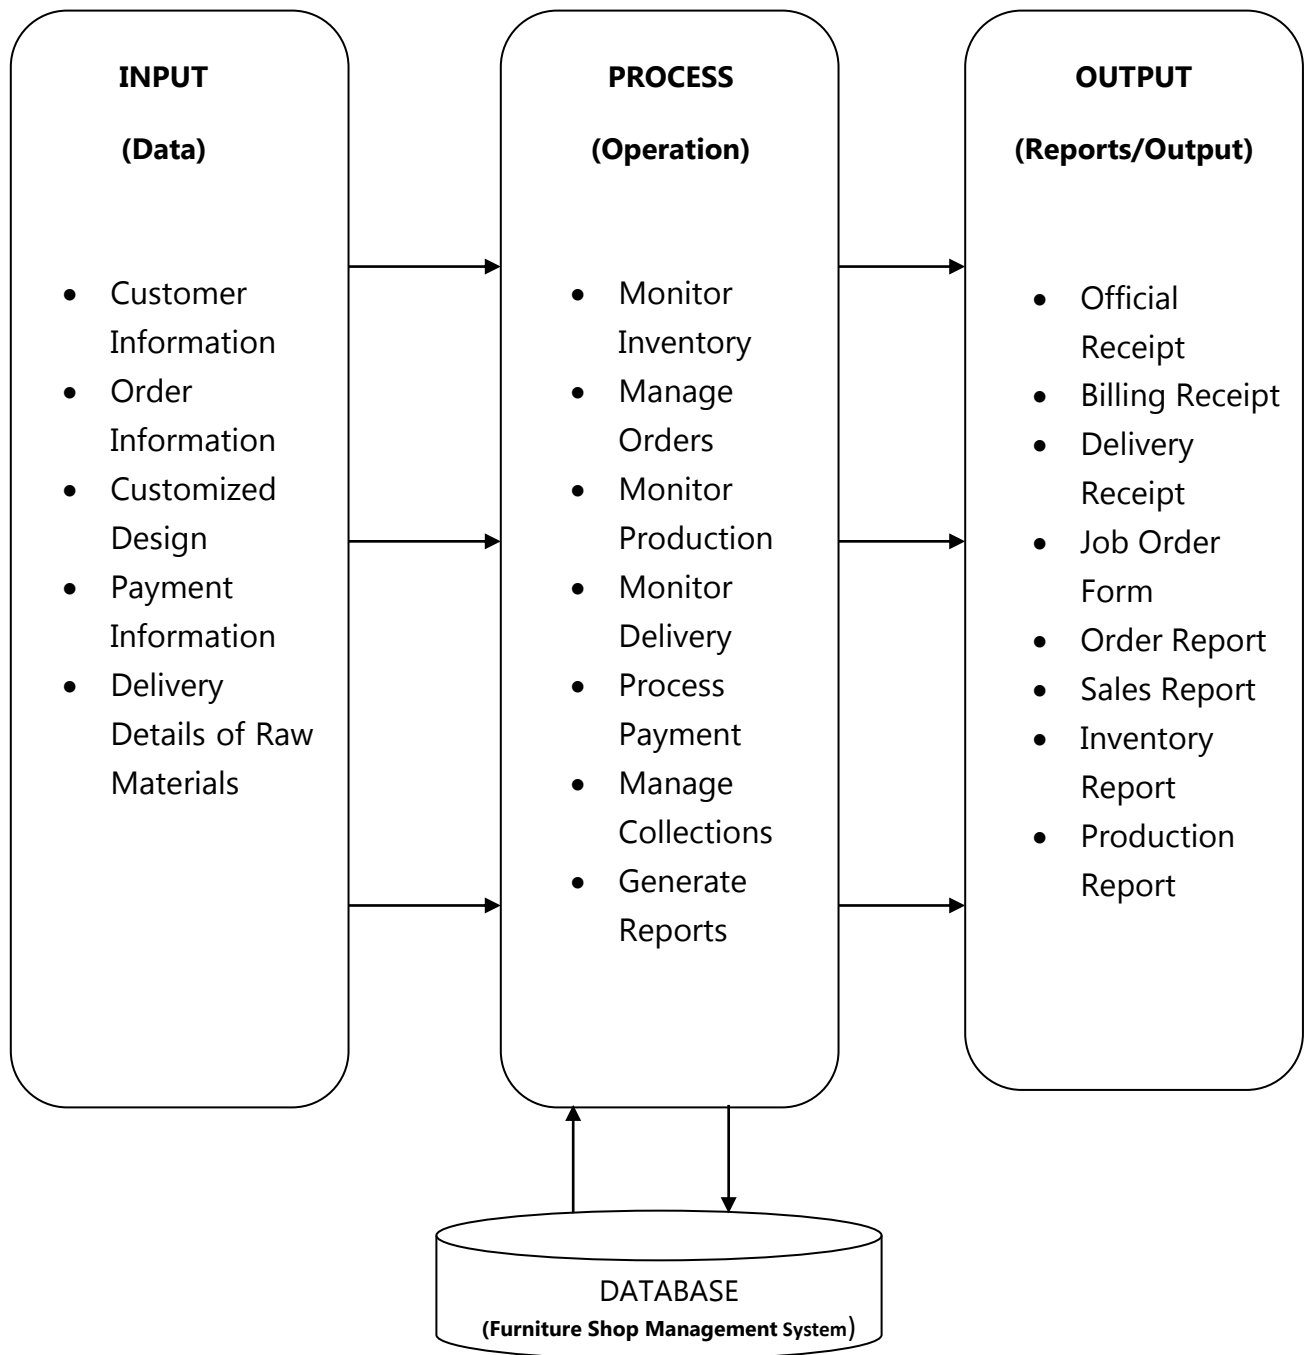 INPUT
(Data)
• Customer
Information
• Order
Information
• Customized
Design
• Payment
Information
• Delivery
Details of Raw
Materials
PROCESS
(Operation)
• Monitor
Inventory
• Manage
Orders
• Monitor
Production
• Monitor
Delivery
• Process
Payment
• Manage
Collections
• Generate
Reports
OUTPUT
(Reports/Output)
• Official
Receipt
• Billing Receipt
• Delivery
Receipt
• Job Order
Form
• Order Report
• Sales Report
• Inventory
Report
• Production
Report
DATABASE
(Furniture Shop Management System)